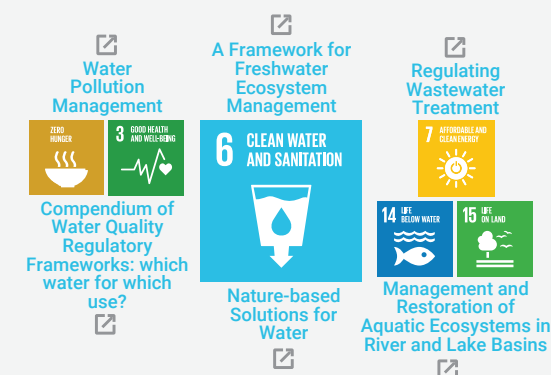 Water
Pollution
Management
ZERO
HUNGER
3 GOOD HEALTH
AND WELL-BEING
Compendium of
Water Quality
Regulatory
Frameworks: which
water for which
use?
A Framework for
Freshwater
Ecosystem
Management
6 CLEAN WATER
AND SANITATION
Nature-based
Solutions for
Water
Regulating
Wastewater
Treatment
7 AFFORDABLE AND
CLEAN ENERGY
14 LIFE
BELOW WATER
15 LIFE
ON LAND
Management and
Restoration of
Aquatic Ecosystems in
River and Lake Basins